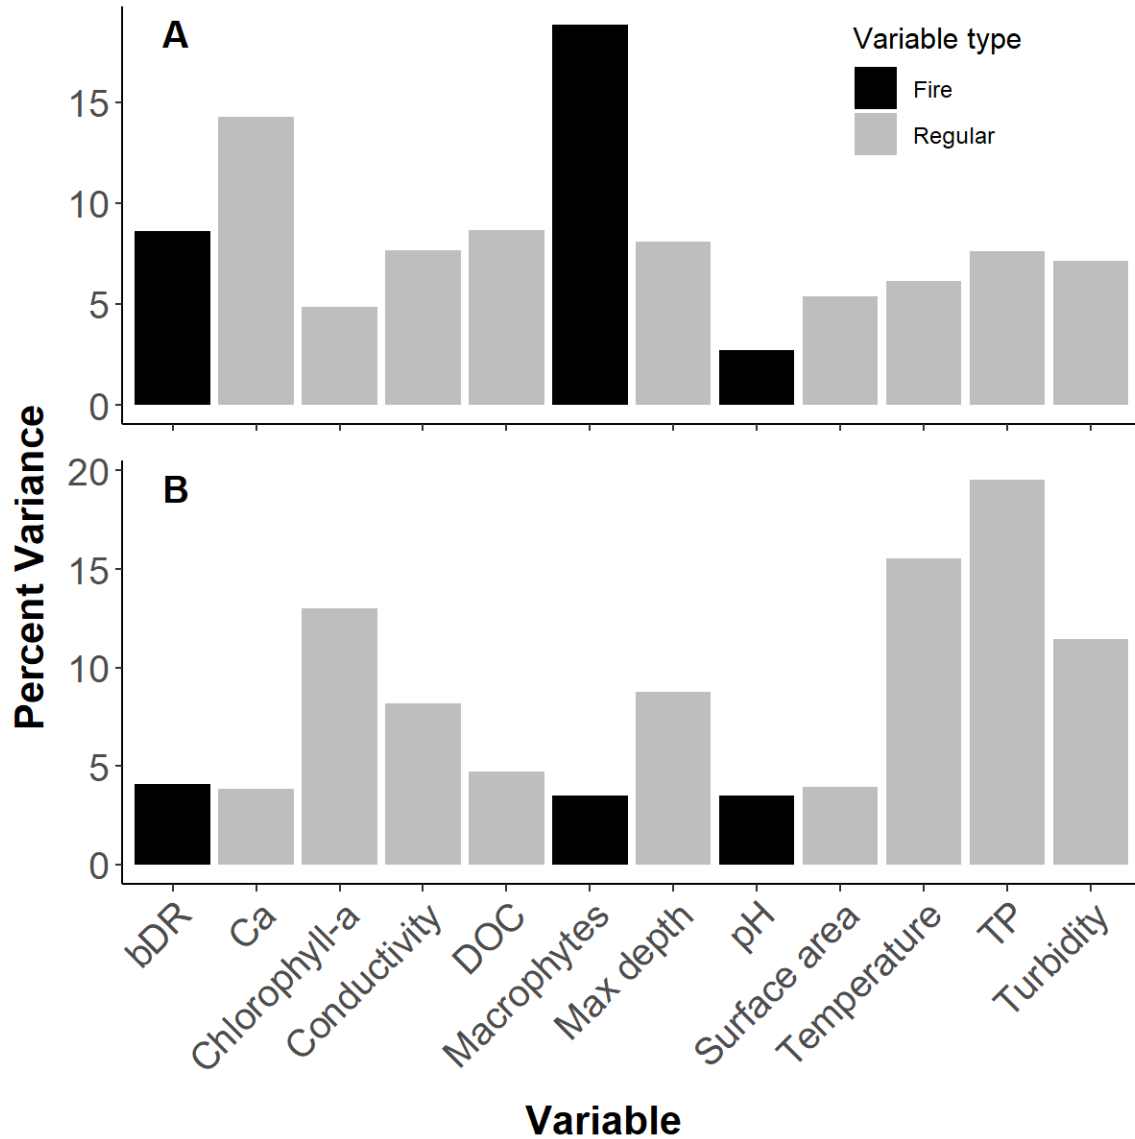 A
Variable type
Fire
Regular
15
10
5
0
Percent Variance
B
20
15
10
5
0
bDR
Ca
Chlorophyll-a
Conductivity
DOC
Macrophytes
Max depth
pH
Surface area
Temperature
TP
Turbidity
Variable